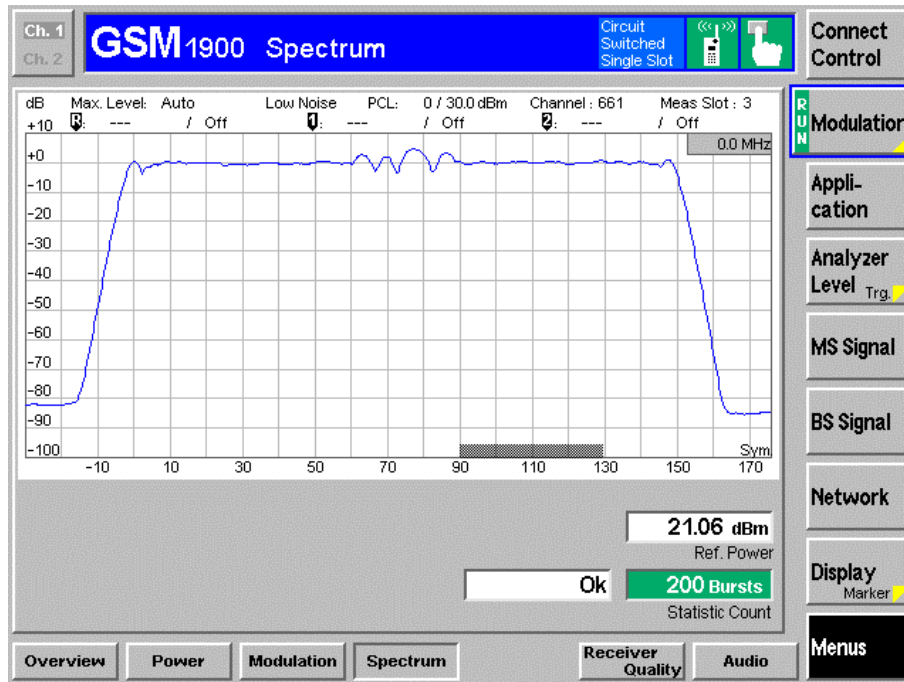 Ch. 1
Ch. 2
GSM 1900 Spectrum
Circuit
Switched
Single Slot
Connect
Control
dB Max. Level: Auto Low Noise PCL: 0 / 30.0 dBm Channel : 661 Meas Slot : 3
+10 R: --- / Off 1: --- / Off 2: --- / Off
0.0 MHz
+0
-10
-20
-30
-40
-50
-60
-70
-80
-90
-100
Sym
-10 10 30 50 70 90 110 130 150 170
RUN
Modulation
Appli-
cation
Analyzer
Level Trg.
MS Signal
BS Signal
Network
Display
Marker
Menus
21.06 dBm
Ref. Power
Ok
200 Bursts
Statistic Count
Overview
Power
Modulation
Spectrum
Receiver
Quality
Audio